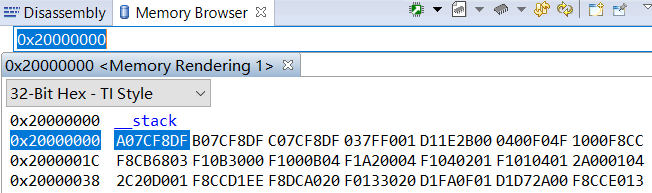 Disassembly Memory Browser
0x20000000
0x20000000 <Memory Rendering 1>
32-Bit Hex - TI Style
0x20000000 __stack
0x20000000 A07CF8DF B07CF8DF C07CF8DF 037FF001 D11E2B00 0400F04F 1000F8CC
0x2000001C F8CB6803 F10B3000 F1000B04 F1A20004 F1040201 F1010401 2A000104
0x20000038 2C20D001 F8CCD1EE F8DCA020 F0133020 D1FA0F01 D1D72A00 F8CCE013